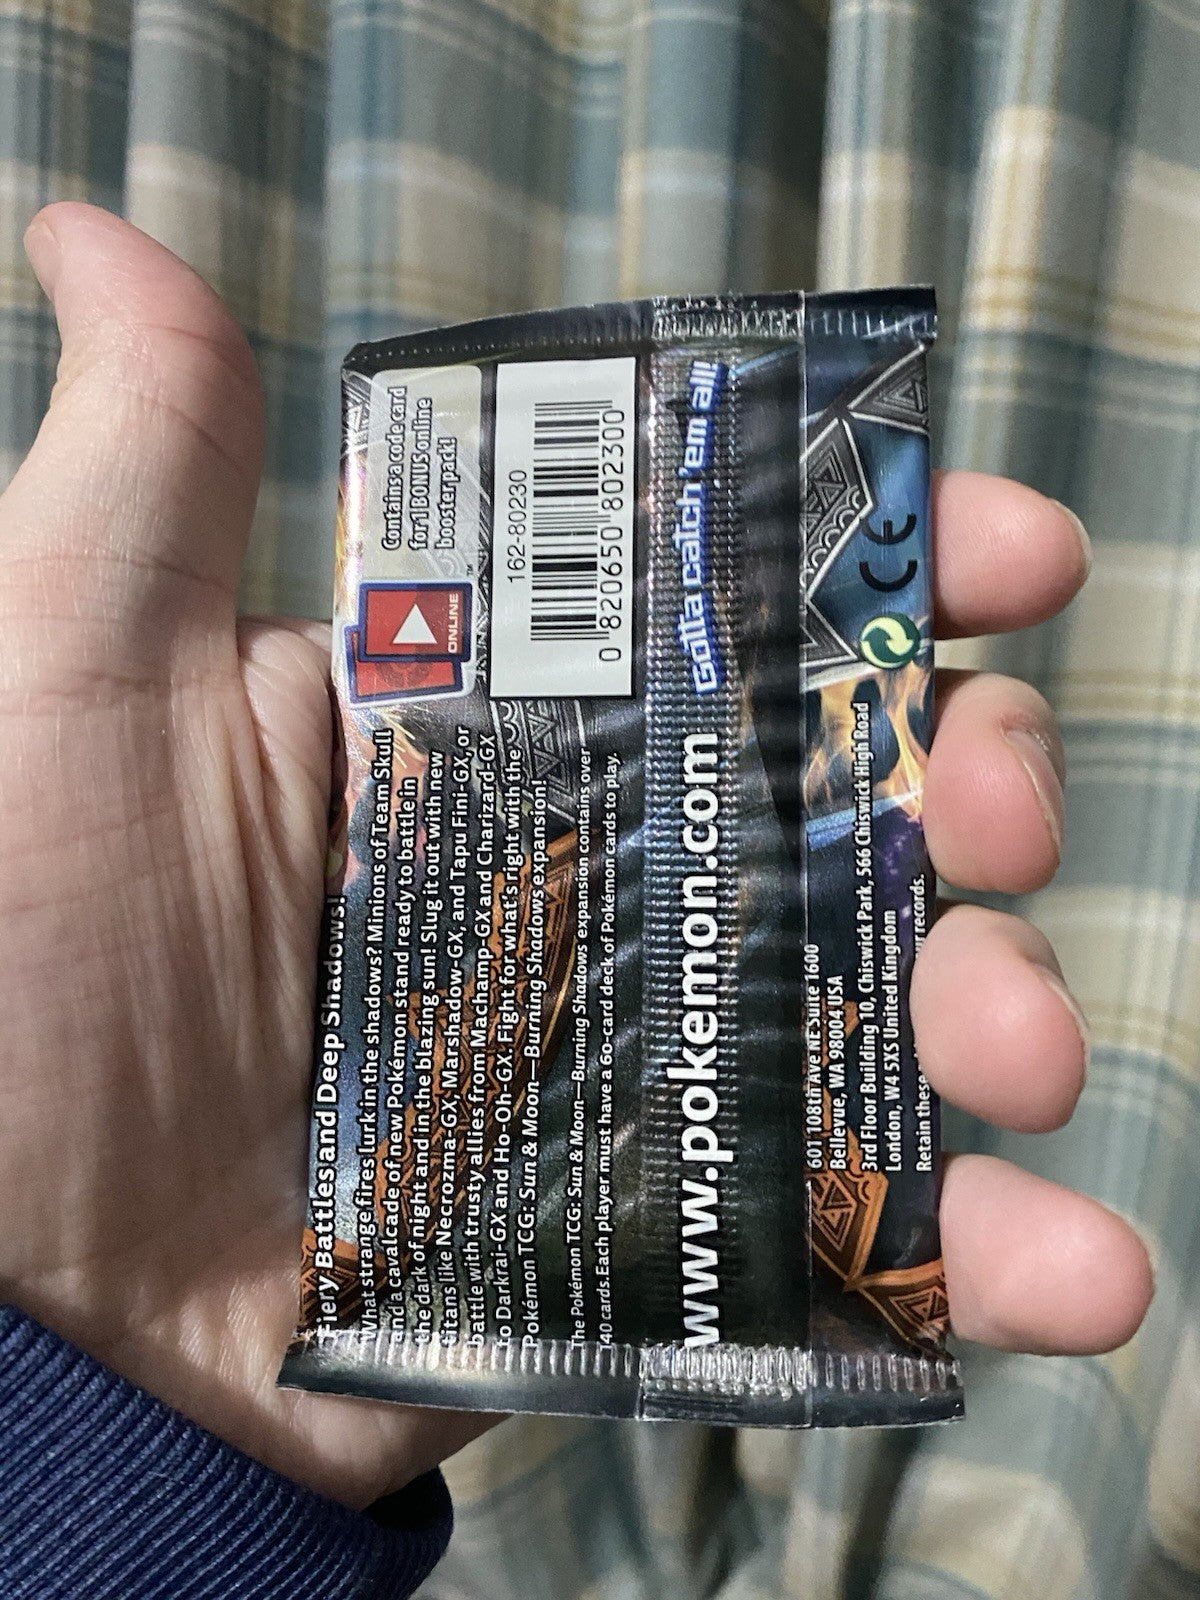 Fiery Battles and Deep Shadows!
What strange fires lurk in the shadows? Minions of Team Skull
and a cavalcade of new Pokémon stand ready to battle in
the dark of night and in the blazing sun! Slug it out with new
titans like Necrozma-GX, Marshadow-GX, and Tapu Fini-GX, or
battle with trusty allies from Machamp-GX and Charizard-GX
to Darkrai-GX and Ho-Oh-GX. Fight for what's right with the
Pokémon TCG: Sun & Moon—Burning Shadows expansion!
The Pokémon TCG: Sun & Moon—Burning Shadows expansion contains over
140 cards.Each player must have a 60-card deck of Pokémon cards to play.
ONLINE
™
Contains a code card
for 1 BONUS online
booster pack!
162-80230
0 820650 802300
www.pokemon.com
Gotta catch 'em all!
601 108th Ave NE Suite 1600
Bellevue, WA 98004 USA
3rd Floor Building 10, Chiswick Park, 566 Chiswick High Road
London, W4 5XS United Kingdom
Retain these records.
CE